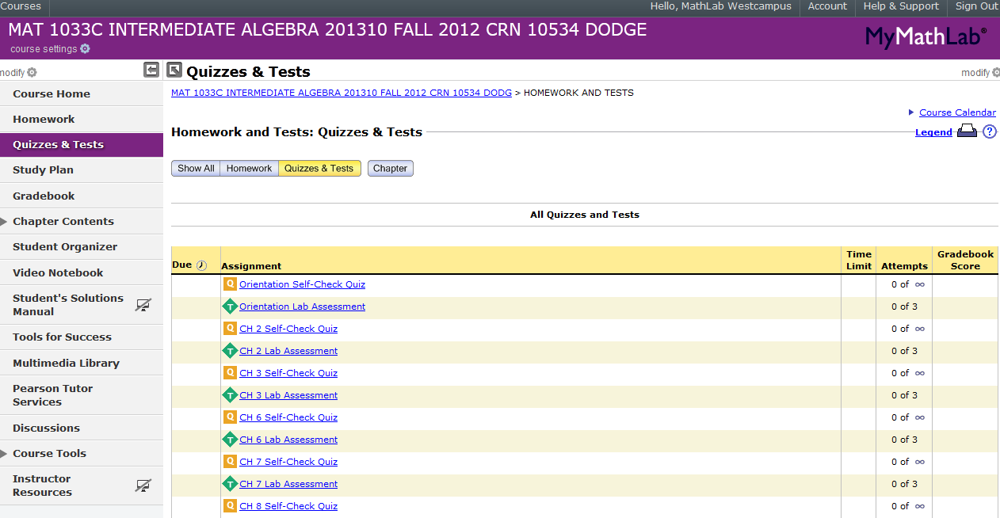 Courses
Hello, MathLab Westcampus Account Help & Support Sign Out
MAT 1033C INTERMEDIATE ALGEBRA 201310 FALL 2012 CRN 10534 DODGE
MyMathLab®
course settings
modify
Quizzes & Tests
modify
Course Home
Homework
Quizzes & Tests
Study Plan
Gradebook
Chapter Contents
Student Organizer
Video Notebook
Student's Solutions
Manual
Tools for Success
Multimedia Library
Pearson Tutor
Services
Discussions
Course Tools
Instructor
Resources
MAT 1033C INTERMEDIATE ALGEBRA 201310 FALL 2012 CRN 10534 DODG > HOMEWORK AND TESTS
Course Calendar
Homework and Tests: Quizzes & Tests
Legend ?
Show All Homework Quizzes & Tests Chapter
All Quizzes and Tests
Due Assignment Time Limit Attempts Gradebook Score
Q Orientation Self-Check Quiz 0 of ∞
T Orientation Lab Assessment 0 of 3
Q CH 2 Self-Check Quiz 0 of ∞
T CH 2 Lab Assessment 0 of 3
Q CH 3 Self-Check Quiz 0 of ∞
T CH 3 Lab Assessment 0 of 3
Q CH 6 Self-Check Quiz 0 of ∞
T CH 6 Lab Assessment 0 of 3
Q CH 7 Self-Check Quiz 0 of ∞
T CH 7 Lab Assessment 0 of 3
Q CH 8 Self-Check Quiz 0 of ∞